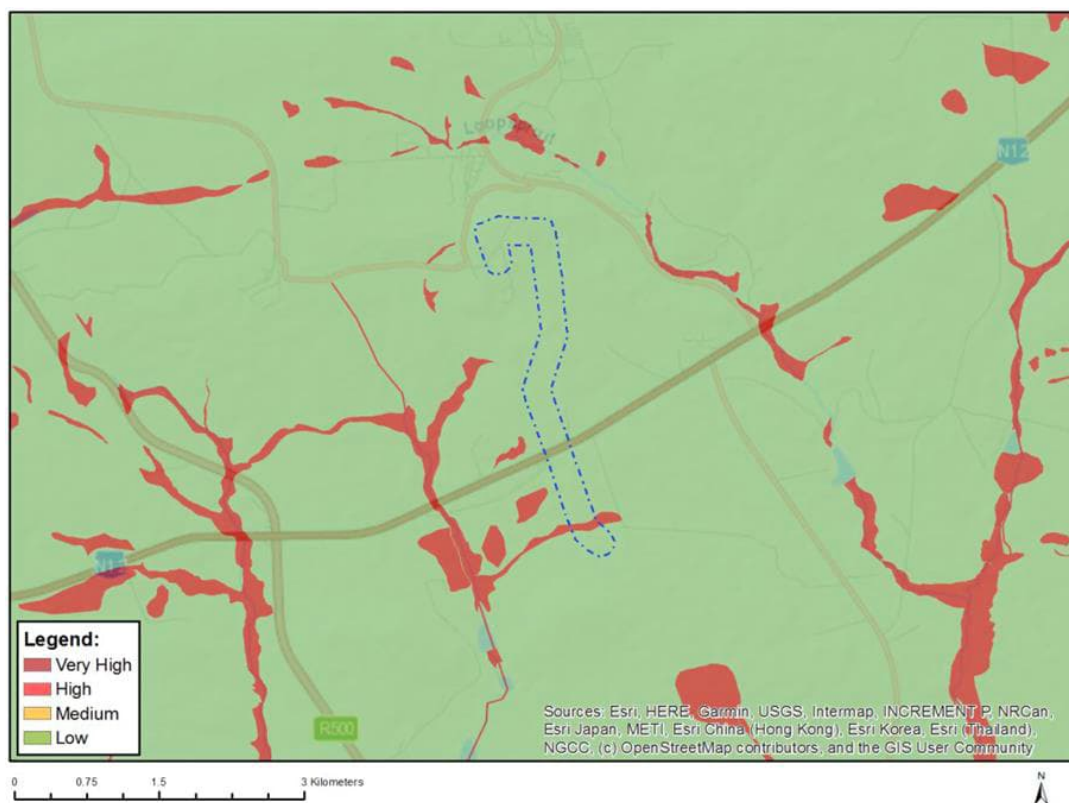 Loopspruit
N12
N12
Legend:
Very High
High
Medium
Low
R500
Sources: Esri, HERE, Garmin, USGS, Intermap, INCREMENT P, NRCan,
Esri Japan, METI, Esri China (Hong Kong), Esri Korea, Esri (Thailand),
NGCC, (c) OpenStreetMap contributors, and the GIS User Community
0 0.75 1.5 3 Kilometers
N